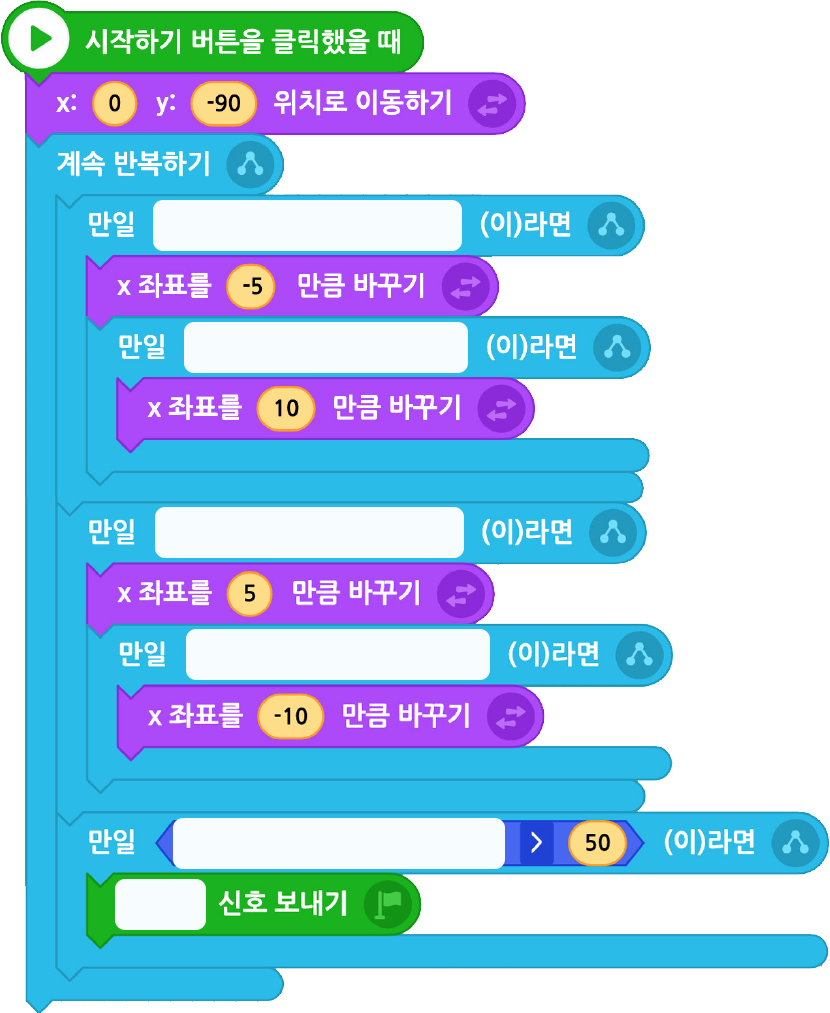 시작하기 버튼을 클릭했을 때
x: 0 y: -90 위치로 이동하기
계속 반복하기
만일 (이)라면
x 좌표를 -5 만큼 바꾸기
만일 (이)라면
x 좌표를 10 만큼 바꾸기
만일 (이)라면
x 좌표를 5 만큼 바꾸기
만일 (이)라면
x 좌표를 -10 만큼 바꾸기
만일 > 50 (이)라면
신호 보내기